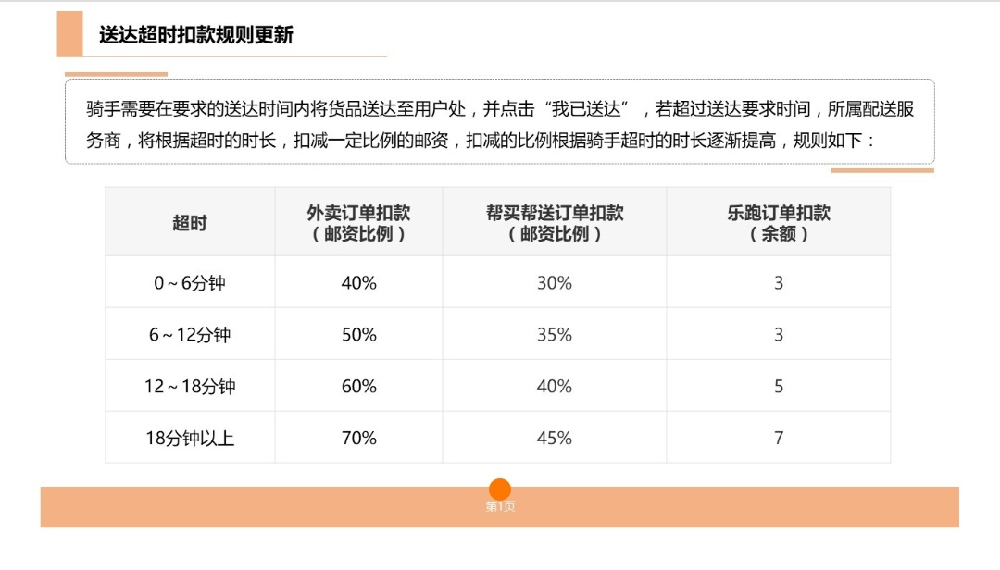 送达超时扣款规则更新
骑手需要在要求的送达时间内将货品送达至用户处，并点击“我已送达”，若超过送达要求时间，所属配送服
务商，将根据超时的时长，扣减一定比例的邮资，扣减的比例根据骑手超时的时长逐渐提高，规则如下：
超时 外卖订单扣款 帮买帮送订单扣款 乐跑订单扣款
（邮资比例） （邮资比例） （余额）
0～6分钟 40% 30% 3
6～12分钟 50% 35% 3
12～18分钟 60% 40% 5
18分钟以上 70% 45% 7
第1页